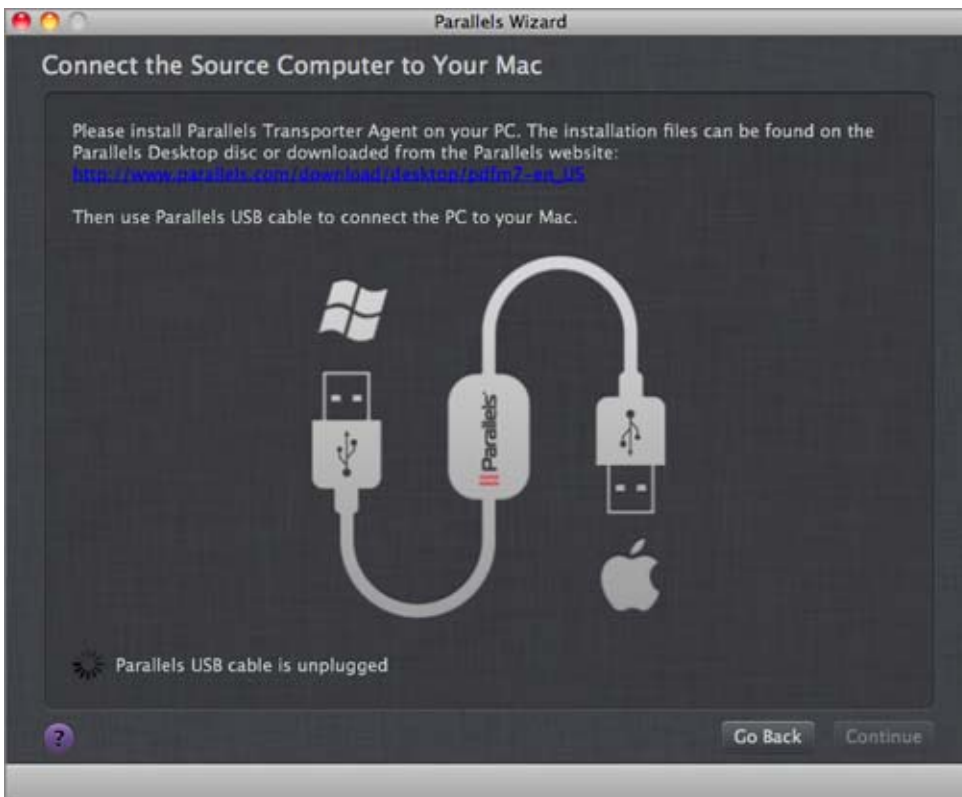 Parallels Wizard
Connect the Source Computer to Your Mac
Please install Parallels Transporter Agent on your PC. The installation files can be found on the
Parallels Desktop disc or downloaded from the Parallels website:
http://www.parallels.com/download/desktop/pdfm7-en_US
Then use Parallels USB cable to connect the PC to your Mac.
Parallels
Parallels USB cable is unplugged
?
Go Back
Continue